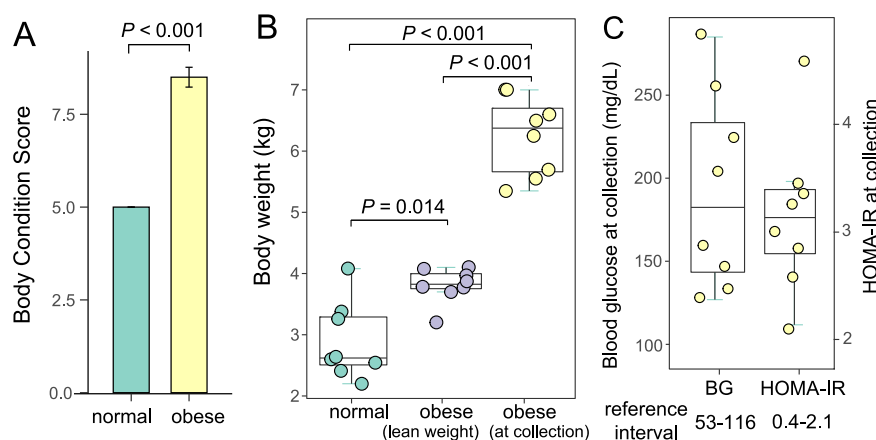 A
P < 0.001
Body Condition Score
7.5
5.0
2.5
0.0
normal
obese
B
P < 0.001
P < 0.001
P = 0.014
Body weight (kg)
7
6
5
4
3
2
normal
obese
(lean weight)
obese
(at collection)
C
Blood glucose at collection (mg/dL)
250
200
150
100
HOMA-IR at collection
4
3
2
BG
HOMA-IR
reference
interval
53-116
0.4-2.1